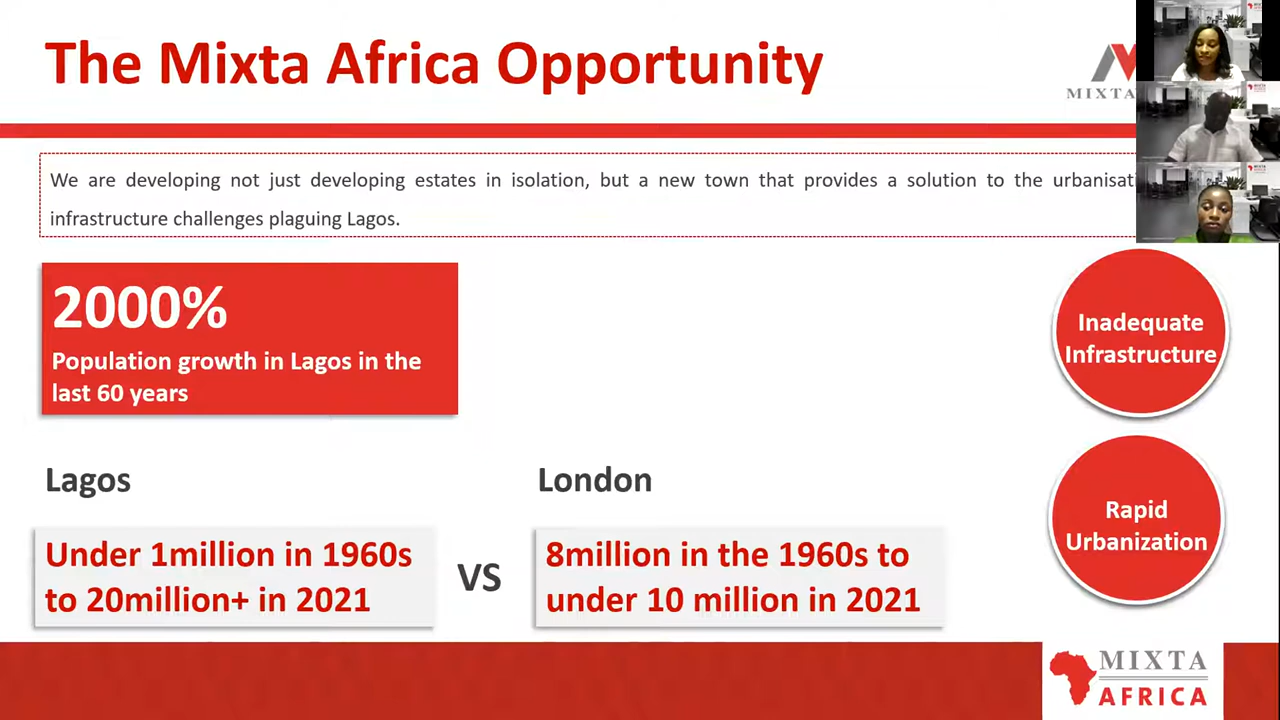 The Mixta Africa Opportunity
MIXTA
We are developing not just developing estates in isolation, but a new town that provides a solution to the
infrastructure challenges plaguing Lagos.
2000%
Population growth in Lagos in the
last 60 years
Inadequate
Infrastructure
Lagos
London
Under 1million in 1960s
to 20million+ in 2021
VS
8million in the 1960s to
under 10 million in 2021
Rapid
Urbanization
MIXTA
AFRICA